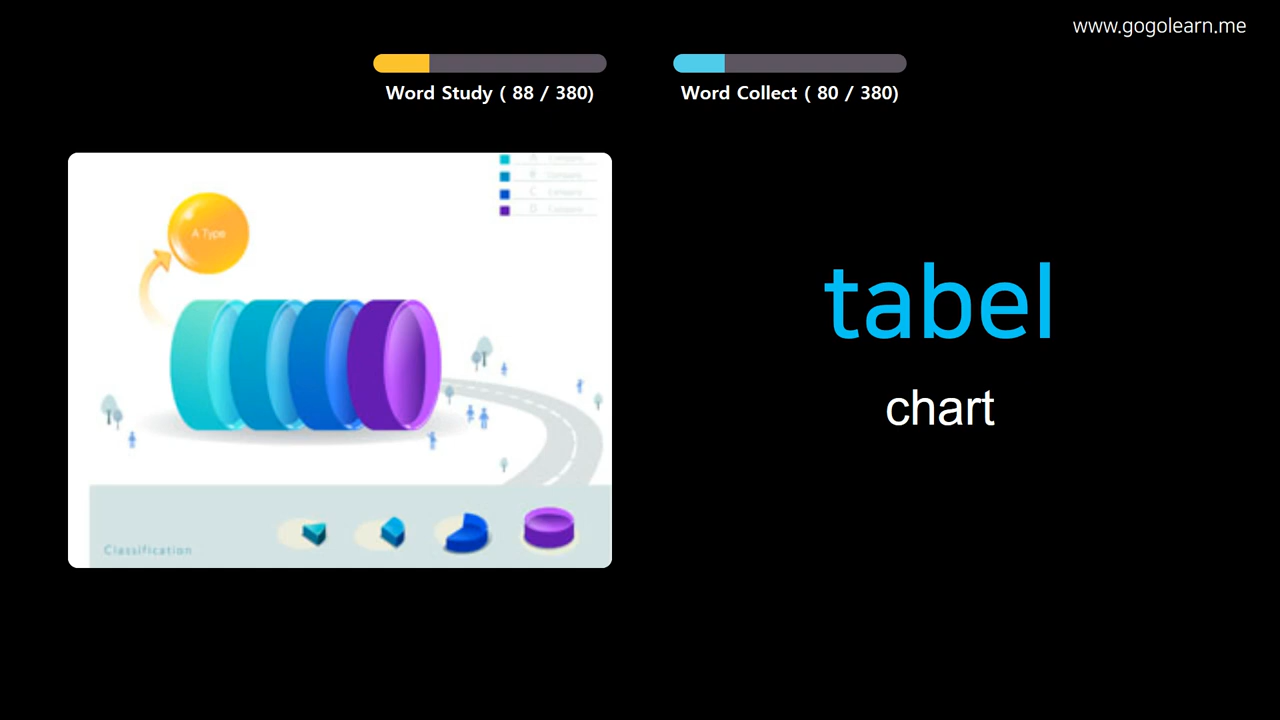 www.gogolearn.me
Word Study ( 88 / 380)
Word Collect ( 80 / 380)
A Type
A
B
C
D
tabel
chart
Classification